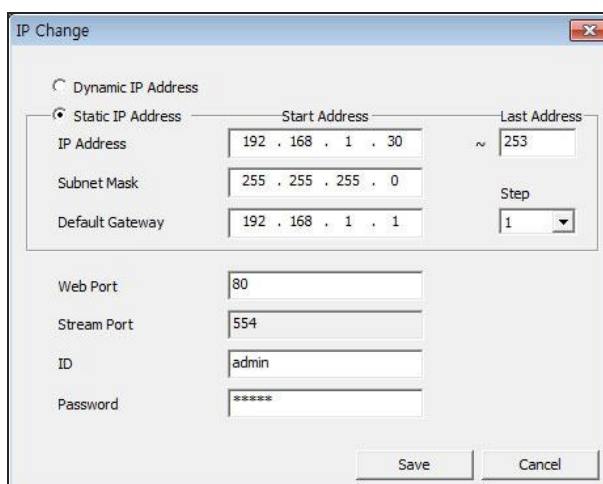 IP Change
Dynamic IP Address
Static IP Address Start Address Last Address
IP Address 192 . 168 . 1 . 30 ~ 253
Subnet Mask 255 . 255 . 255 . 0
Step
Default Gateway 192 . 168 . 1 . 1 1
Web Port 80
Stream Port 554
ID admin
Password *****
Save Cancel